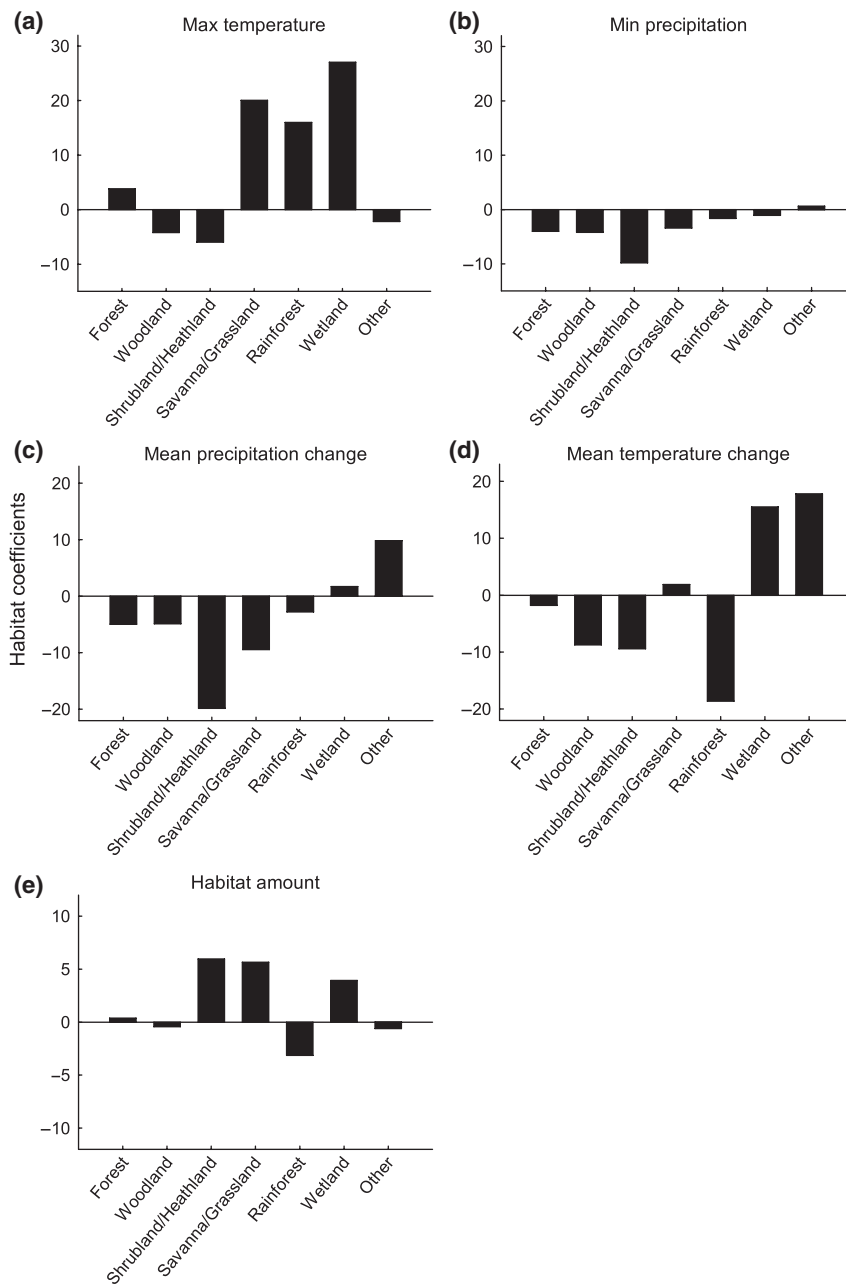 (a)
Max temperature
30
20
10
0
–10
Forest
Woodland
Shrubland/Heathland
Savanna/Grassland
Rainforest
Wetland
Other
(b)
Min precipitation
30
20
10
0
–10
Forest
Woodland
Shrubland/Heathland
Savanna/Grassland
Rainforest
Wetland
Other
Habitat coefficients
(c)
Mean precipitation change
20
10
0
–10
–20
Forest
Woodland
Shrubland/Heathland
Savanna/Grassland
Rainforest
Wetland
Other
(d)
Mean temperature change
20
10
0
–10
–20
Forest
Woodland
Shrubland/Heathland
Savanna/Grassland
Rainforest
Wetland
Other
(e)
Habitat amount
10
5
0
–5
–10
Forest
Woodland
Shrubland/Heathland
Savanna/Grassland
Rainforest
Wetland
Other